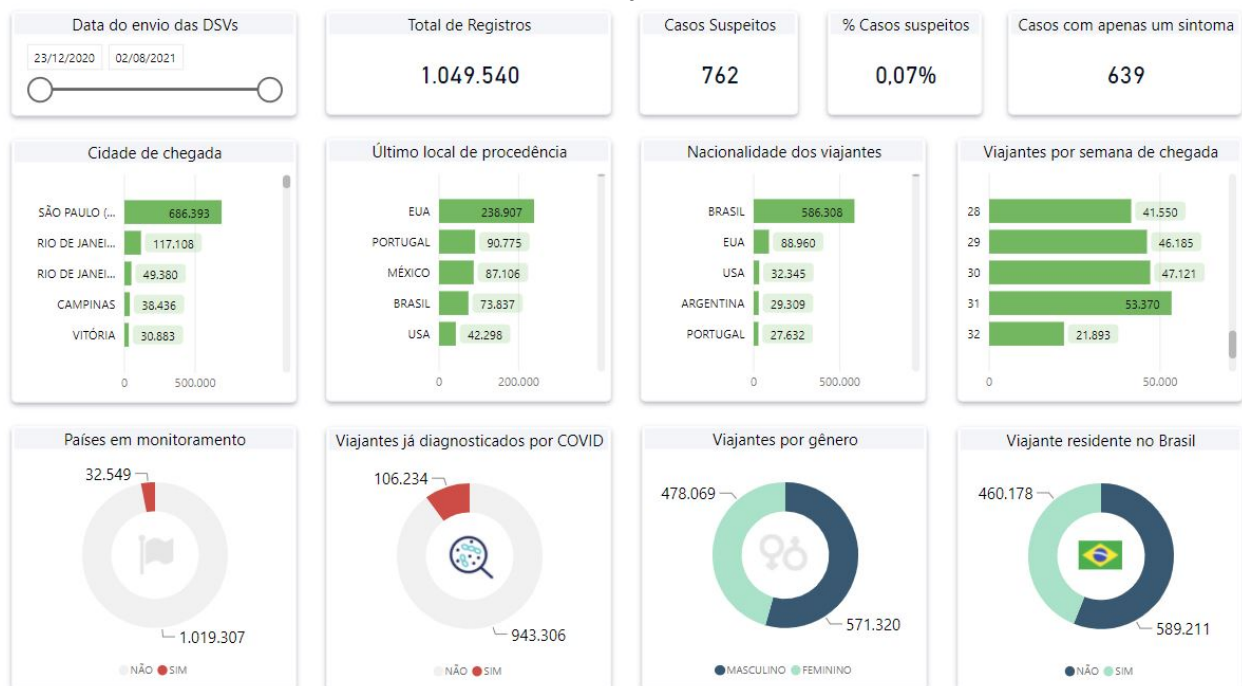 Data do envio das DSVs
23/12/2020 02/08/2021
Total de Registros
1.049.540
Casos Suspeitos
762
% Casos suspeitos
0,07%
Casos com apenas um sintoma
639
Cidade de chegada
SÃO PAULO (... 686.393
RIO DE JANEI... 117.108
RIO DE JANEI... 49.380
CAMPINAS 38.436
VITÓRIA 30.883
0 500.000
Último local de procedência
EUA 238.907
PORTUGAL 90.775
MÉXICO 87.106
BRASIL 73.837
USA 42.298
0 200.000
Nacionalidade dos viajantes
BRASIL 586.308
EUA 88.960
USA 32.345
ARGENTINA 29.309
PORTUGAL 27.632
0 500.000
Viajantes por semana de chegada
28 41.550
29 46.185
30 47.121
31 53.370
32 21.893
0 50.000
Países em monitoramento
32.549
1.019.307
NÃO SIM
Viajantes já diagnosticados por COVID
106.234
943.306
NÃO SIM
Viajantes por gênero
478.069
571.320
MASCULINO FEMININO
Viajante residente no Brasil
460.178
589.211
NÃO SIM